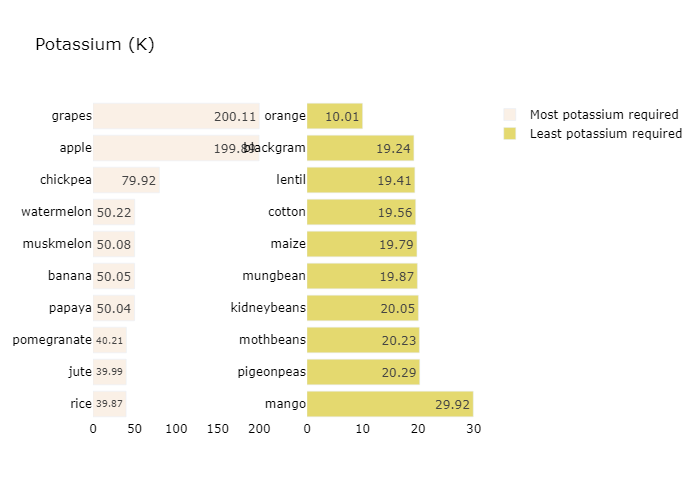 Potassium (K)
grapes 200.11 orange 10.01 Most potassium required
apple 199.89 blackgram 19.24 Least potassium required
chickpea 79.92 lentil 19.41
watermelon 50.22 cotton 19.56
muskmelon 50.08 maize 19.79
banana 50.05 mungbean 19.87
papaya 50.04 kidneybeans 20.05
pomegranate 40.21 mothbeans 20.23
jute 39.99 pigeonpeas 20.29
rice 39.87 mango 29.92
0 50 100 150 200 0 10 20 30